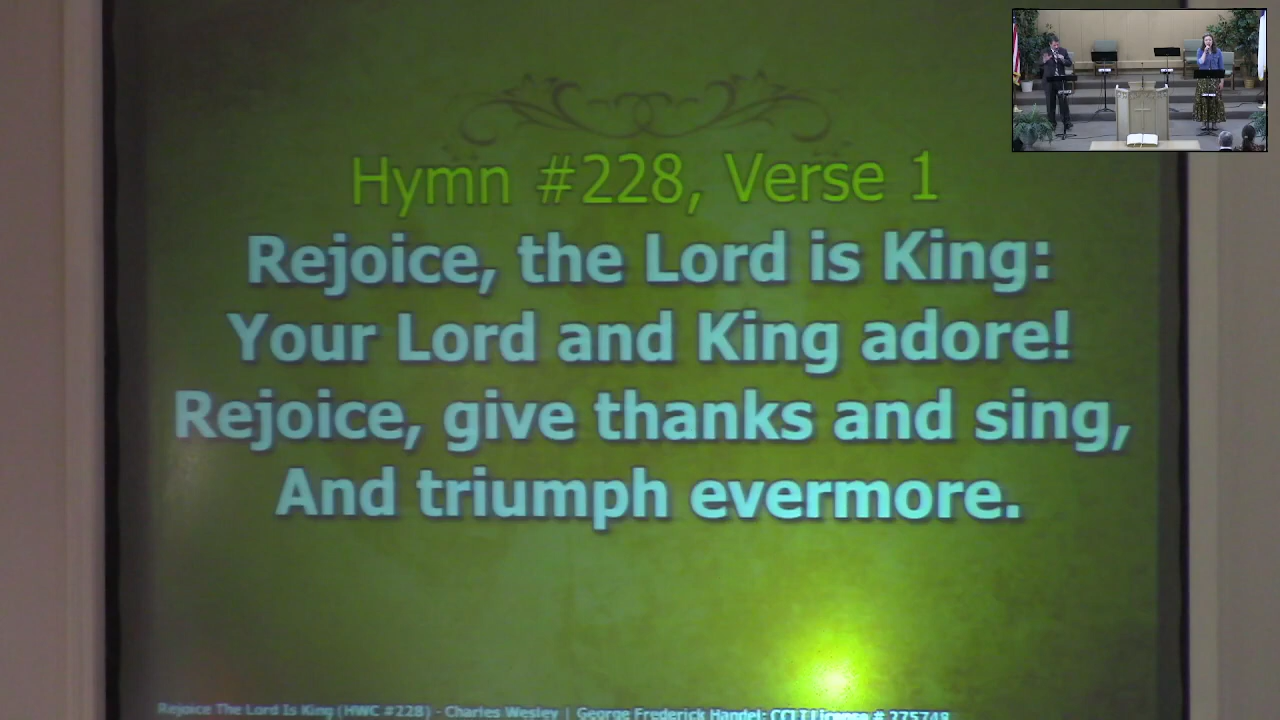 Hymn #228, Verse 1
Rejoice, the Lord is King:
Your Lord and King adore!
Rejoice, give thanks and sing,
And triumph evermore.
Rejoice The Lord Is King (HWC #228) - Charles Wesley | George Frederick Handel: CCLI License # 275748